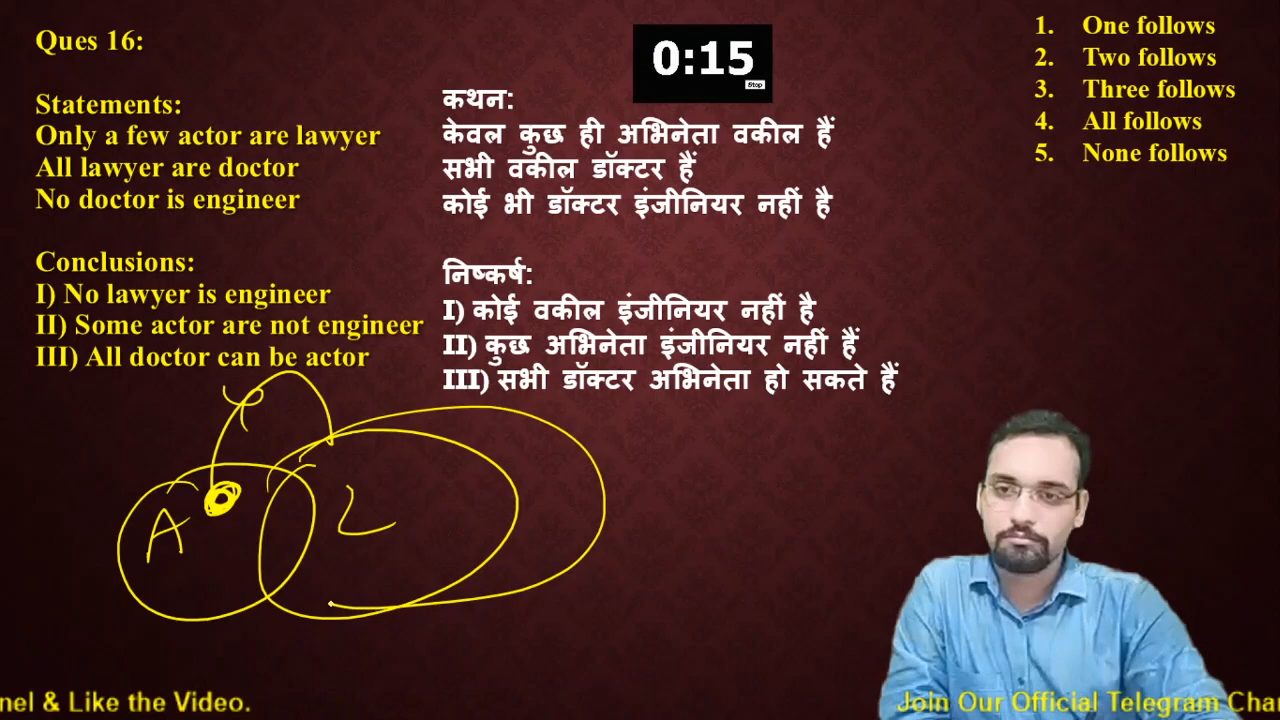 Ques 16:
Statements:
Only a few actor are lawyer
All lawyer are doctor
No doctor is engineer
Conclusions:
I) No lawyer is engineer
II) Some actor are not engineer
III) All doctor can be actor
0:15
Stop
कथन:
केवल कुछ ही अभिनेता वकील हैं
सभी वकील डॉक्टर हैं
कोई भी डॉक्टर इंजीनियर नहीं है
निष्कर्ष:
I) कोई वकील इंजीनियर नहीं है
II) कुछ अभिनेता इंजीनियर नहीं हैं
III) सभी डॉक्टर अभिनेता हो सकते हैं
1. One follows
2. Two follows
3. Three follows
4. All follows
5. None follows
A
L
& Like the Video.
Join Our Official Telegram